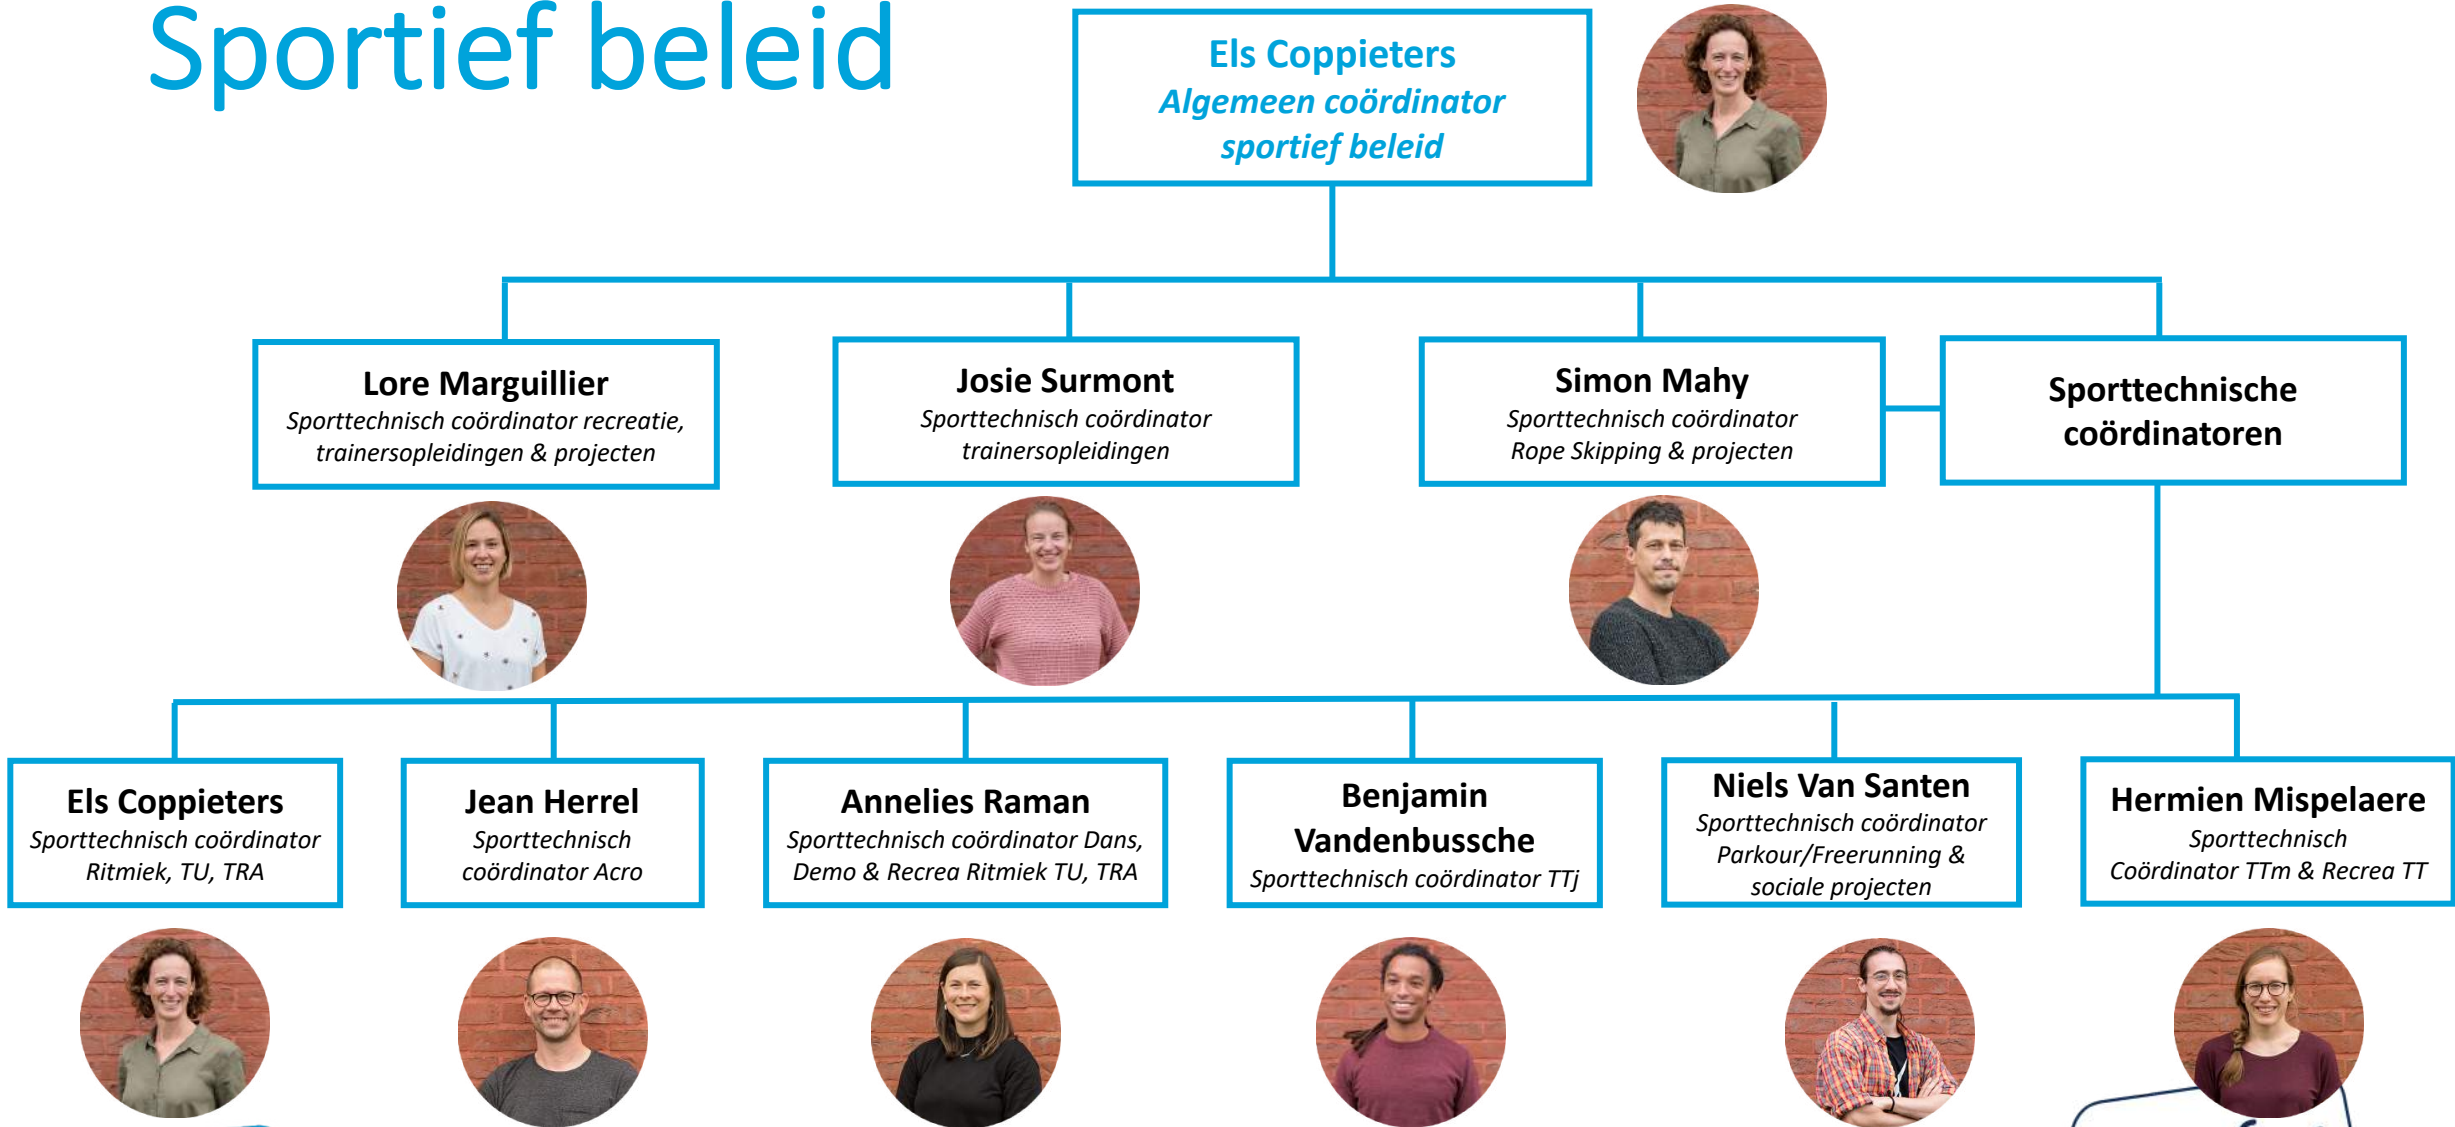 Sportief beleid
Els Coppieters
Algemeen coördinator
sportief beleid
Lore Marguillier
Sporttechnisch coördinator recreatie,
trainersopleidingen & projecten
Josie Surmont
Sporttechnisch coördinator
trainersopleidingen
Simon Mahy
Sporttechnisch coördinator
Rope Skipping & projecten
Sporttechnische
coördinatoren
Els Coppieters
Sporttechnisch coördinator
Ritmiek, TU, TRA
Jean Herrel
Sporttechnisch
coördinator Acro
Annelies Raman
Sporttechnisch coördinator Dans,
Demo & Recrea Ritmiek TU, TRA
Benjamin
Vandenbussche
Sporttechnisch coördinator TTj
Niels Van Santen
Sporttechnisch coördinator
Parkour/Freerunning &
sociale projecten
Hermien Mispelaere
Sporttechnisch
Coördinator TTm & Recrea TT